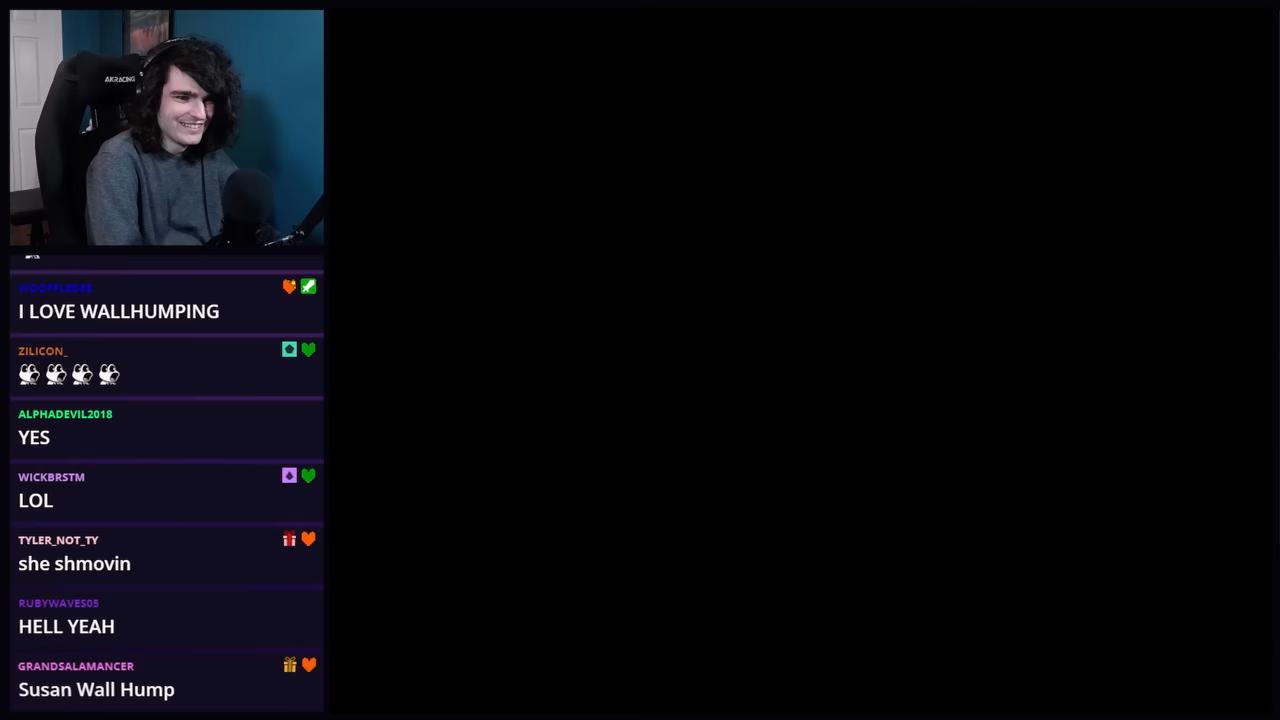 AKRACING
I LOVE WALLHUMPING
ZILICON_
ALPHADEVIL2018
YES
WICKBRSTM
LOL
TYLER_NOT_TY
she shmovin
RUBYWAVES05
HELL YEAH
GRANDSALAMANCER
Susan Wall Hump